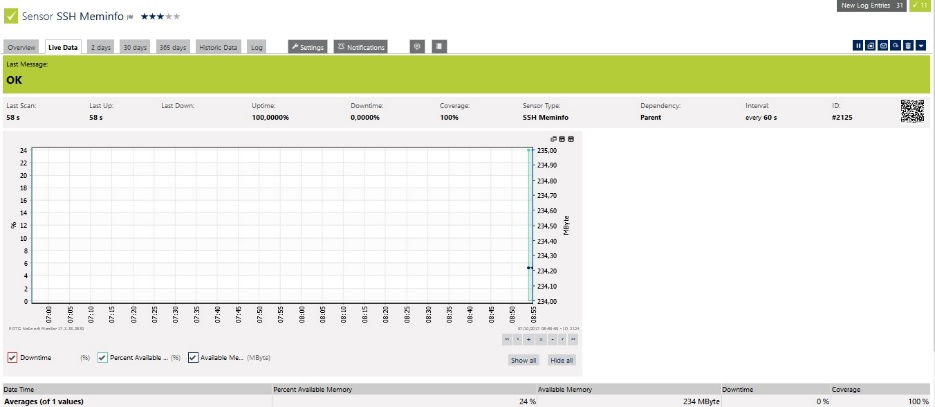 New Log Entries 31 11
Sensor SSH Meminfo
Overview Live Data 2 days 30 days 365 days Historic Data Log Settings Notifications
Last Message:
OK
Last Scan: Last Up: Last Down: Uptime: Downtime: Coverage: Sensor Type: Dependency: Interval: ID:
58 s 58 s 100,0000% 0,0000% 100% SSH Meminfo Parent every 60 s #2125
24 235,00
22 234,90
20 234,80
18 234,70
16 234,60
14 234,50
12 234,40
10 234,30
8 234,20
6 234,10
4 234,00
2
0
%
MByte
07:00 07:05 07:10 07:15 07:20 07:25 07:30 07:35 07:40 07:45 07:50 07:55 08:00 08:05 08:10 08:15 08:20 08:25 08:30 08:35 08:40 08:45 08:50 08:55
Downtime (%) Percent Available ... (%) Available Me... (MByte)
Show all Hide all
Date Time Percent Available Memory Available Memory Downtime Coverage
Averages (of 1 values) 24 % 234 MByte 0 % 100 %